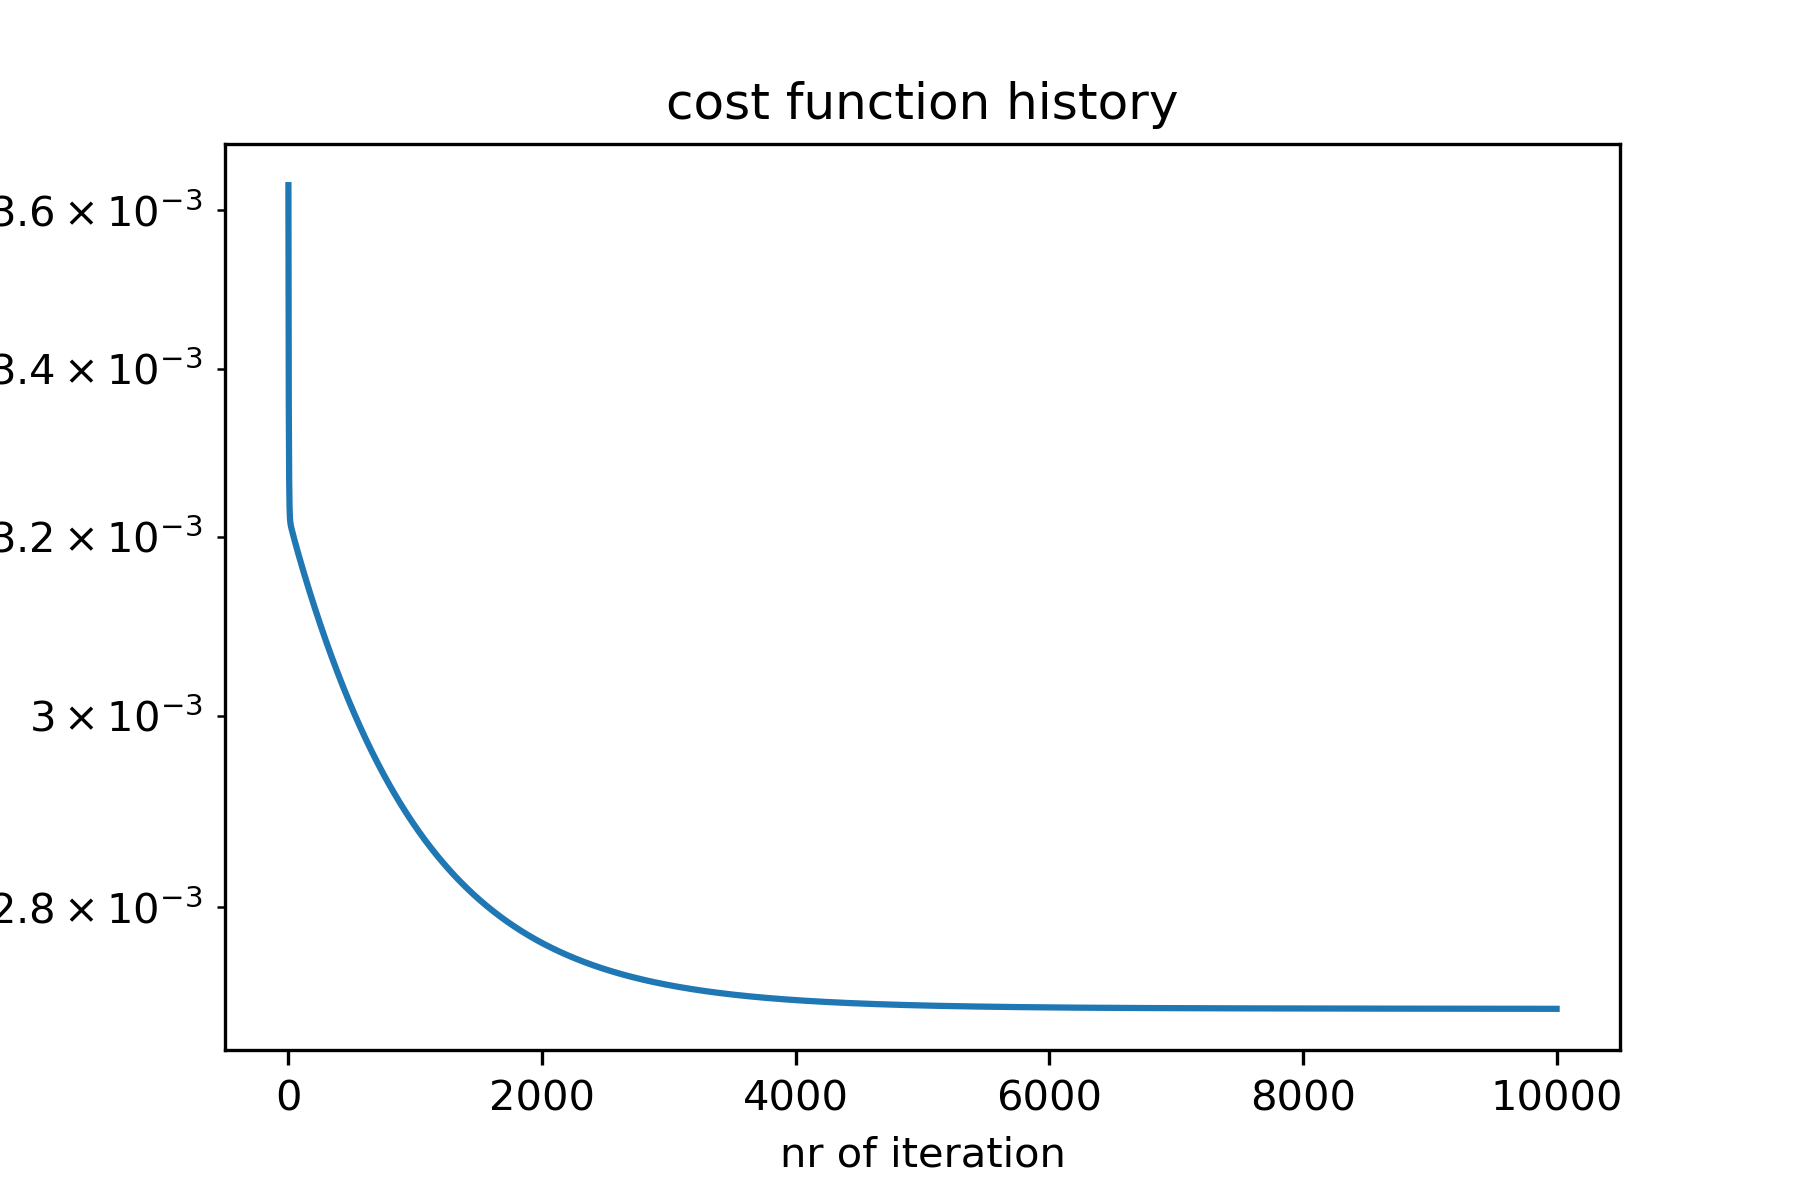 cost function history
3.6 × 10⁻³
3.4 × 10⁻³
3.2 × 10⁻³
3 × 10⁻³
2.8 × 10⁻³
0 2000 4000 6000 8000 10000
nr of iteration